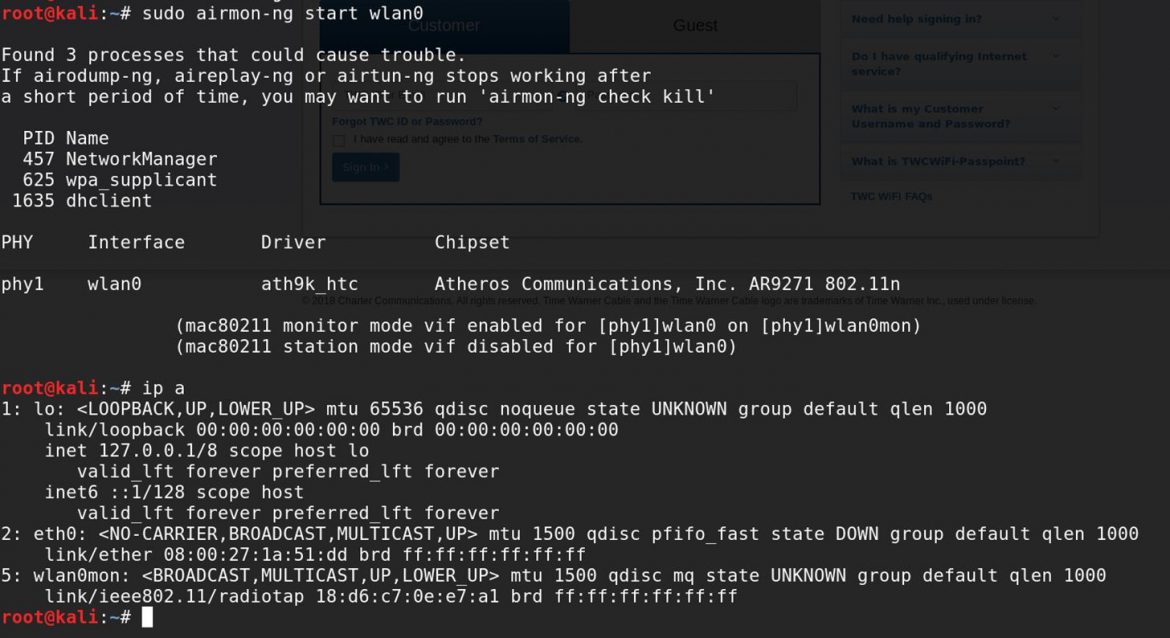 root@kali:~# sudo airmon-ng start wlan0
Customer
Guest
Need help signing in?
Found 3 processes that could cause trouble.
If airodump-ng, aireplay-ng or airtun-ng stops working after
a short period of time, you may want to run 'airmon-ng check kill'
Do I have qualifying Internet
service?
What is my Customer
Username and Password?
Forgot TWC ID or Password?
I have read and agree to the Terms of Service.
Sign In >
What is TWCWiFi-Passpoint?
TWC WiFi FAQs
PID Name
457 NetworkManager
625 wpa_supplicant
1635 dhclient
PHY Interface Driver Chipset
phy1 wlan0 ath9k_htc Atheros Communications, Inc. AR9271 802.11n
© 2018 Charter Communications. All rights reserved. Time Warner Cable and the Time Warner Cable logo are trademarks of Time Warner Inc., used under license.
(mac80211 monitor mode vif enabled for [phy1]wlan0 on [phy1]wlan0mon)
(mac80211 station mode vif disabled for [phy1]wlan0)
root@kali:~# ip a
1: lo: <LOOPBACK,UP,LOWER_UP> mtu 65536 qdisc noqueue state UNKNOWN group default qlen 1000
link/loopback 00:00:00:00:00:00 brd 00:00:00:00:00:00
inet 127.0.0.1/8 scope host lo
valid_lft forever preferred_lft forever
inet6 ::1/128 scope host
valid_lft forever preferred_lft forever
2: eth0: <NO-CARRIER,BROADCAST,MULTICAST,UP> mtu 1500 qdisc pfifo_fast state DOWN group default qlen 1000
link/ether 08:00:27:1a:51:dd brd ff:ff:ff:ff:ff:ff
5: wlan0mon: <BROADCAST,MULTICAST,UP,LOWER_UP> mtu 1500 qdisc mq state UNKNOWN group default qlen 1000
link/ieee802.11/radiotap 18:d6:c7:0e:e7:a1 brd ff:ff:ff:ff:ff:ff
root@kali:~#